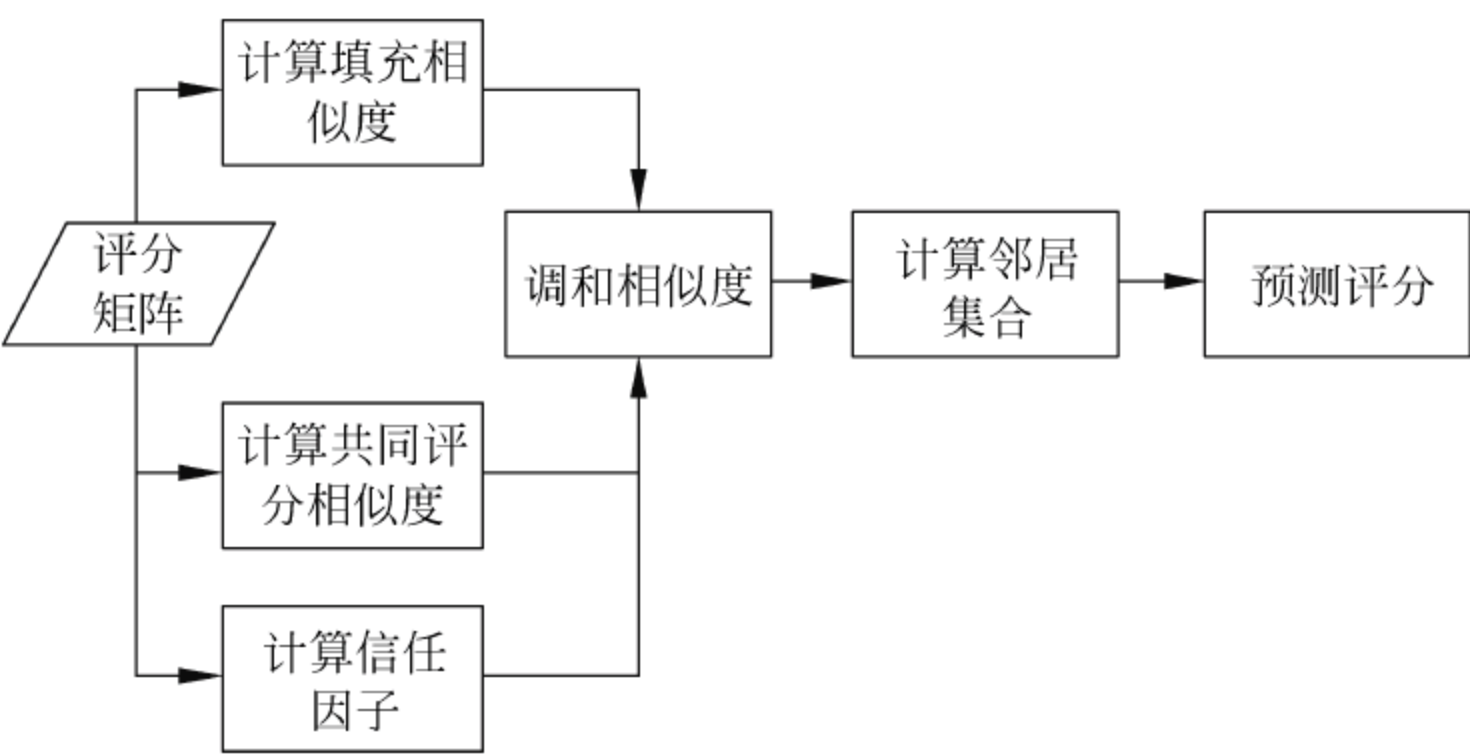 计算填充相
似度
评分
矩阵
调和相似度
计算邻居
集合
预测评分
计算共同评
分相似度
计算信任
因子